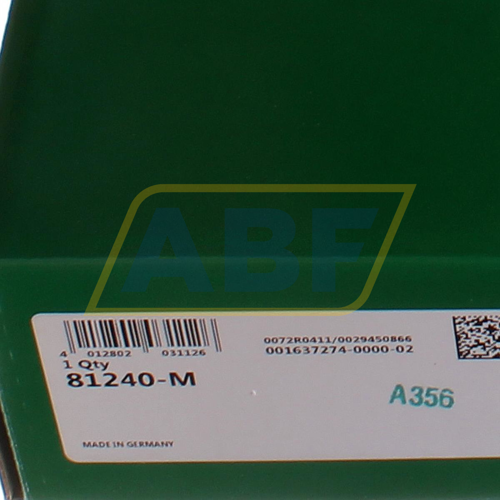 ABF
4 012802 031126
0072R0411/0029450866
001637274-0000-02
1 Qty
81240-M
A356
MADE IN GERMANY